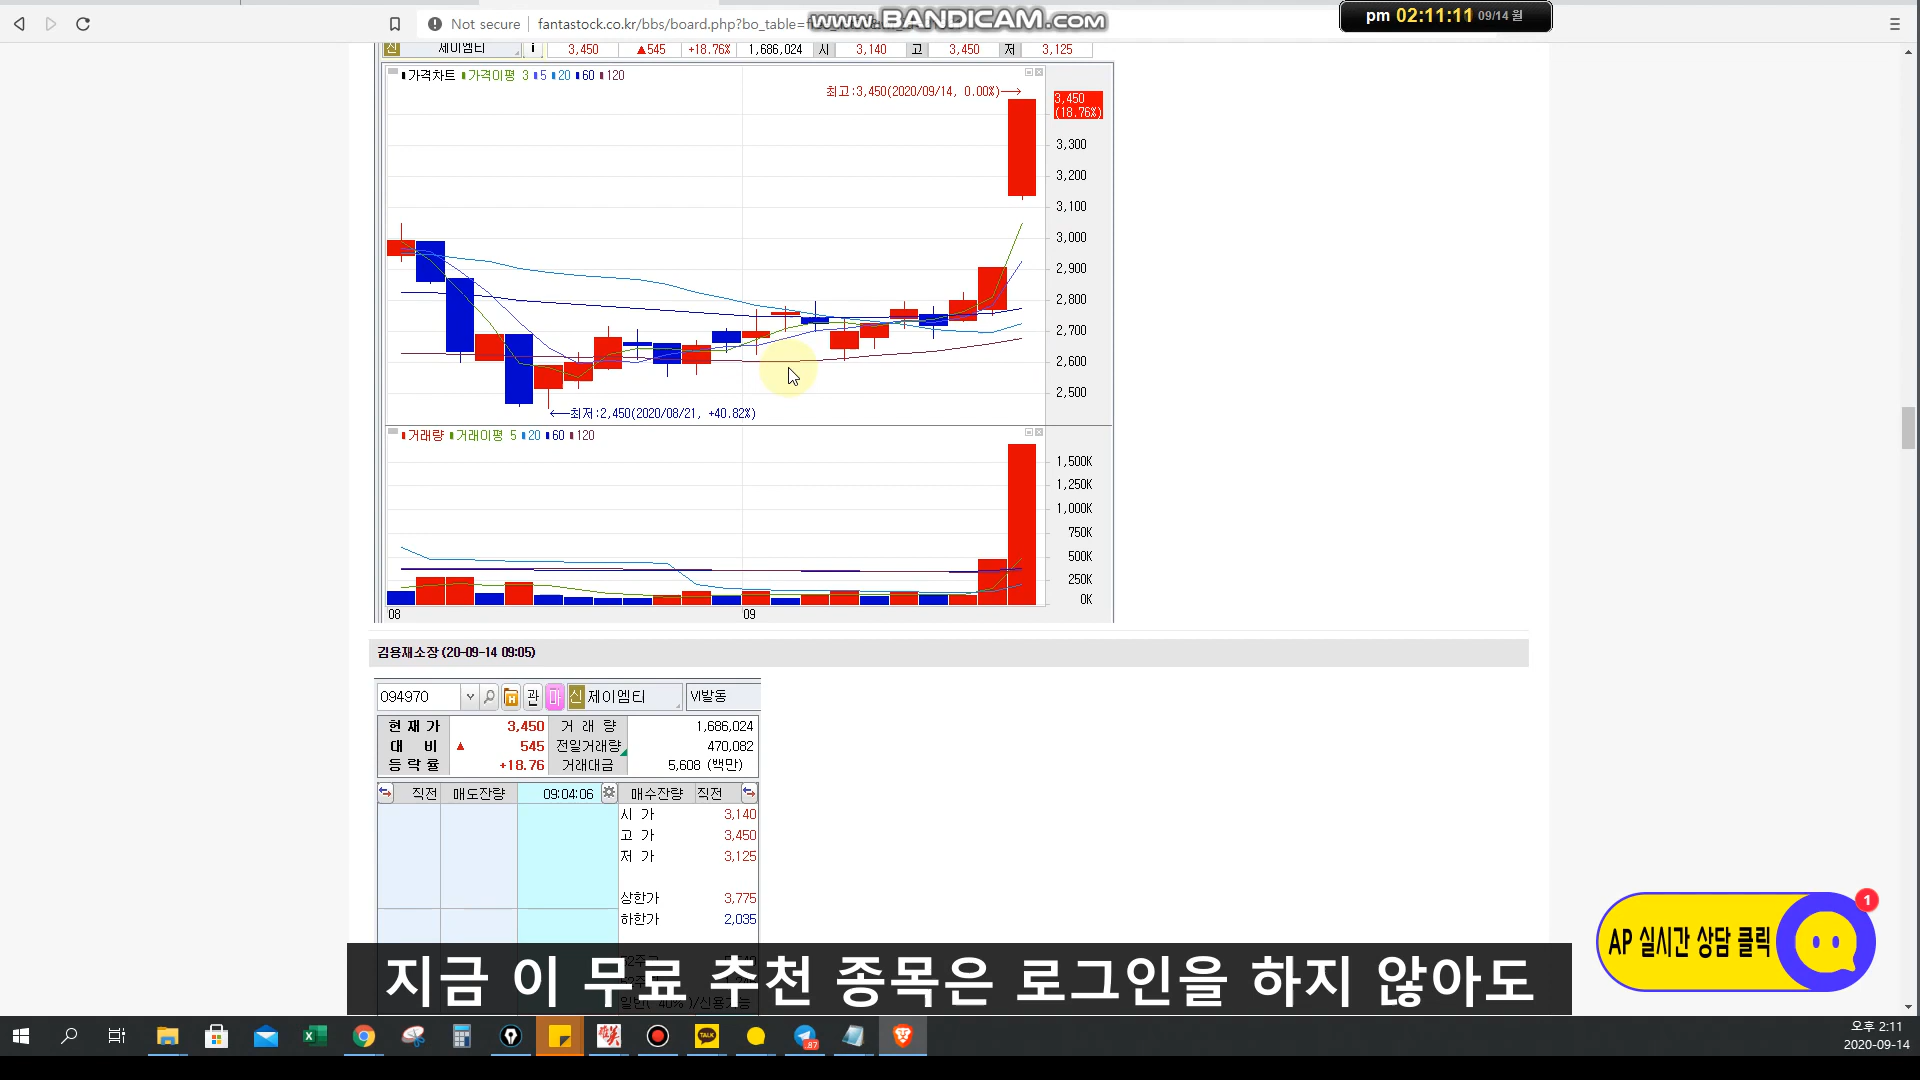 Not secure
fantastock.co.kr/bbs/board.php?bo_table=f
www.BANDICAM.com
pm 02:11:11 09/14 월
신 제이엠티 i 3,450 ▲545 +18.76% 1,686,024 시 3,140 고 3,450 저 3,125
가격차트 가격이평 3 5 20 60 120
최고:3,450(2020/09/14, 0.00%)→
3,450
(18.76%)
3,300
3,200
3,100
3,000
2,900
2,800
2,700
2,600
2,500
←최저:2,450(2020/08/21, +40.82%)
거래량 거래이평 5 20 60 120
1,500K
1,250K
1,000K
750K
500K
250K
0K
08 09
김용재소장 (20-09-14 09:05)
094970 관 마 신 제이엠티 VI발동
현재가 3,450 거래량 1,686,024
대비 ▲ 545 전일거래량 470,082
등락률 +18.76 거래대금 5,608 (백만)
직전 매도잔량 09:04:06 매수잔량 직전
시가 3,140
고가 3,450
저가 3,125
상한가 3,775
하한가 2,035
지금 이 무료 추천 종목은 로그인을 하지 않아도
AP 실시간 상담 클릭
1
TALK
87
오후 2:11
2020-09-14